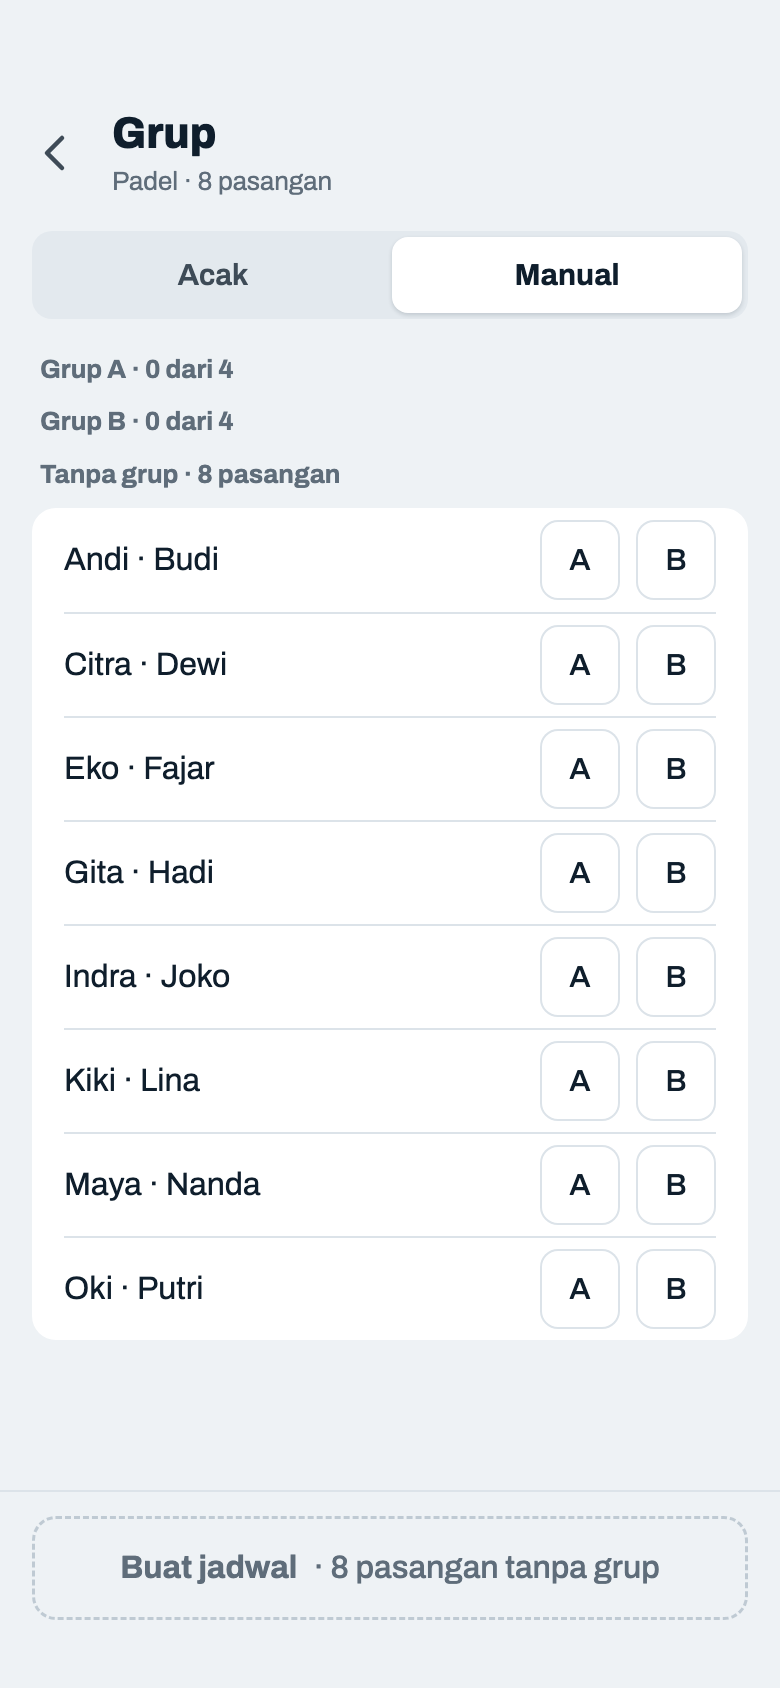 Grup
Padel · 8 pasangan
Acak
Manual
Grup A · 0 dari 4
Grup B · 0 dari 4
Tanpa grup · 8 pasangan
Andi · Budi A B
Citra · Dewi A B
Eko · Fajar A B
Gita · Hadi A B
Indra · Joko A B
Kiki · Lina A B
Maya · Nanda A B
Oki · Putri A B
Buat jadwal · 8 pasangan tanpa grup